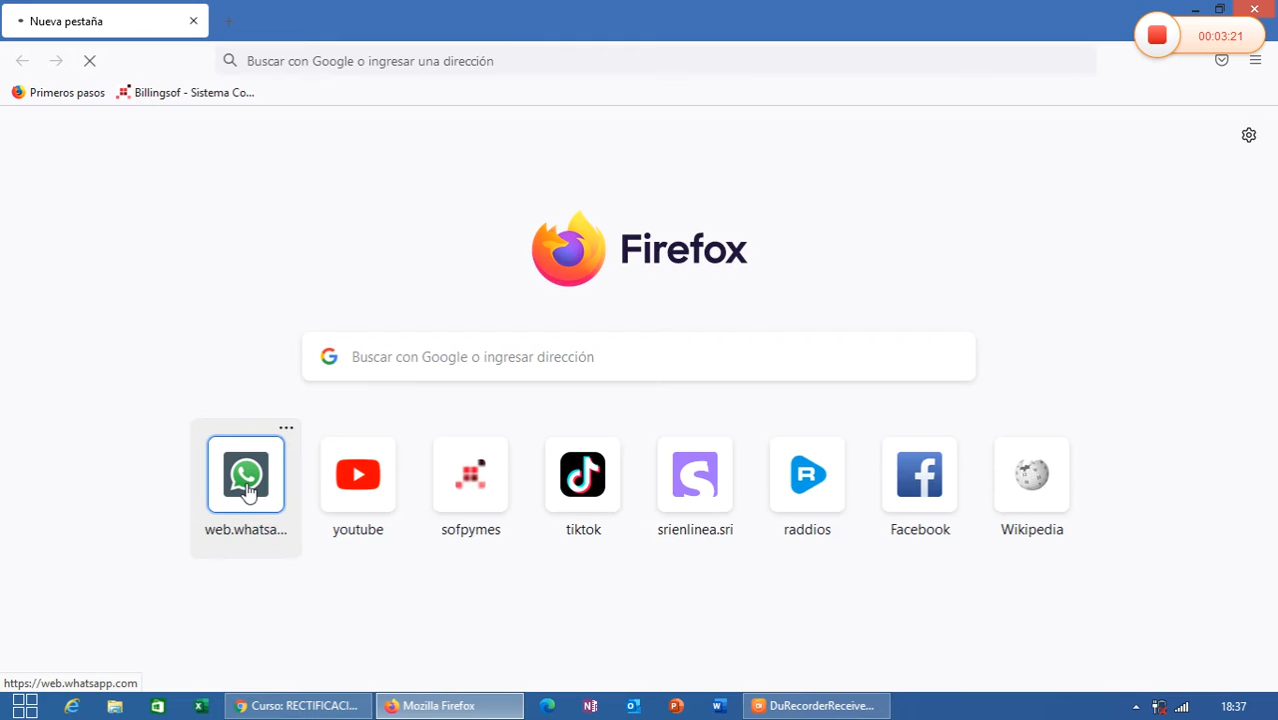 Nueva pestaña
00:03:21
Buscar con Google o ingresar una dirección
Primeros pasos
Billingsof - Sistema Co...
Firefox
Buscar con Google o ingresar dirección
web.whatsa...
youtube
sofpymes
tiktok
srienlinea.sri
raddios
Facebook
Wikipedia
https://web.whatsapp.com
Curso: RECTIFICACI...
Mozilla Firefox
DuRecorderReceive...
18:37